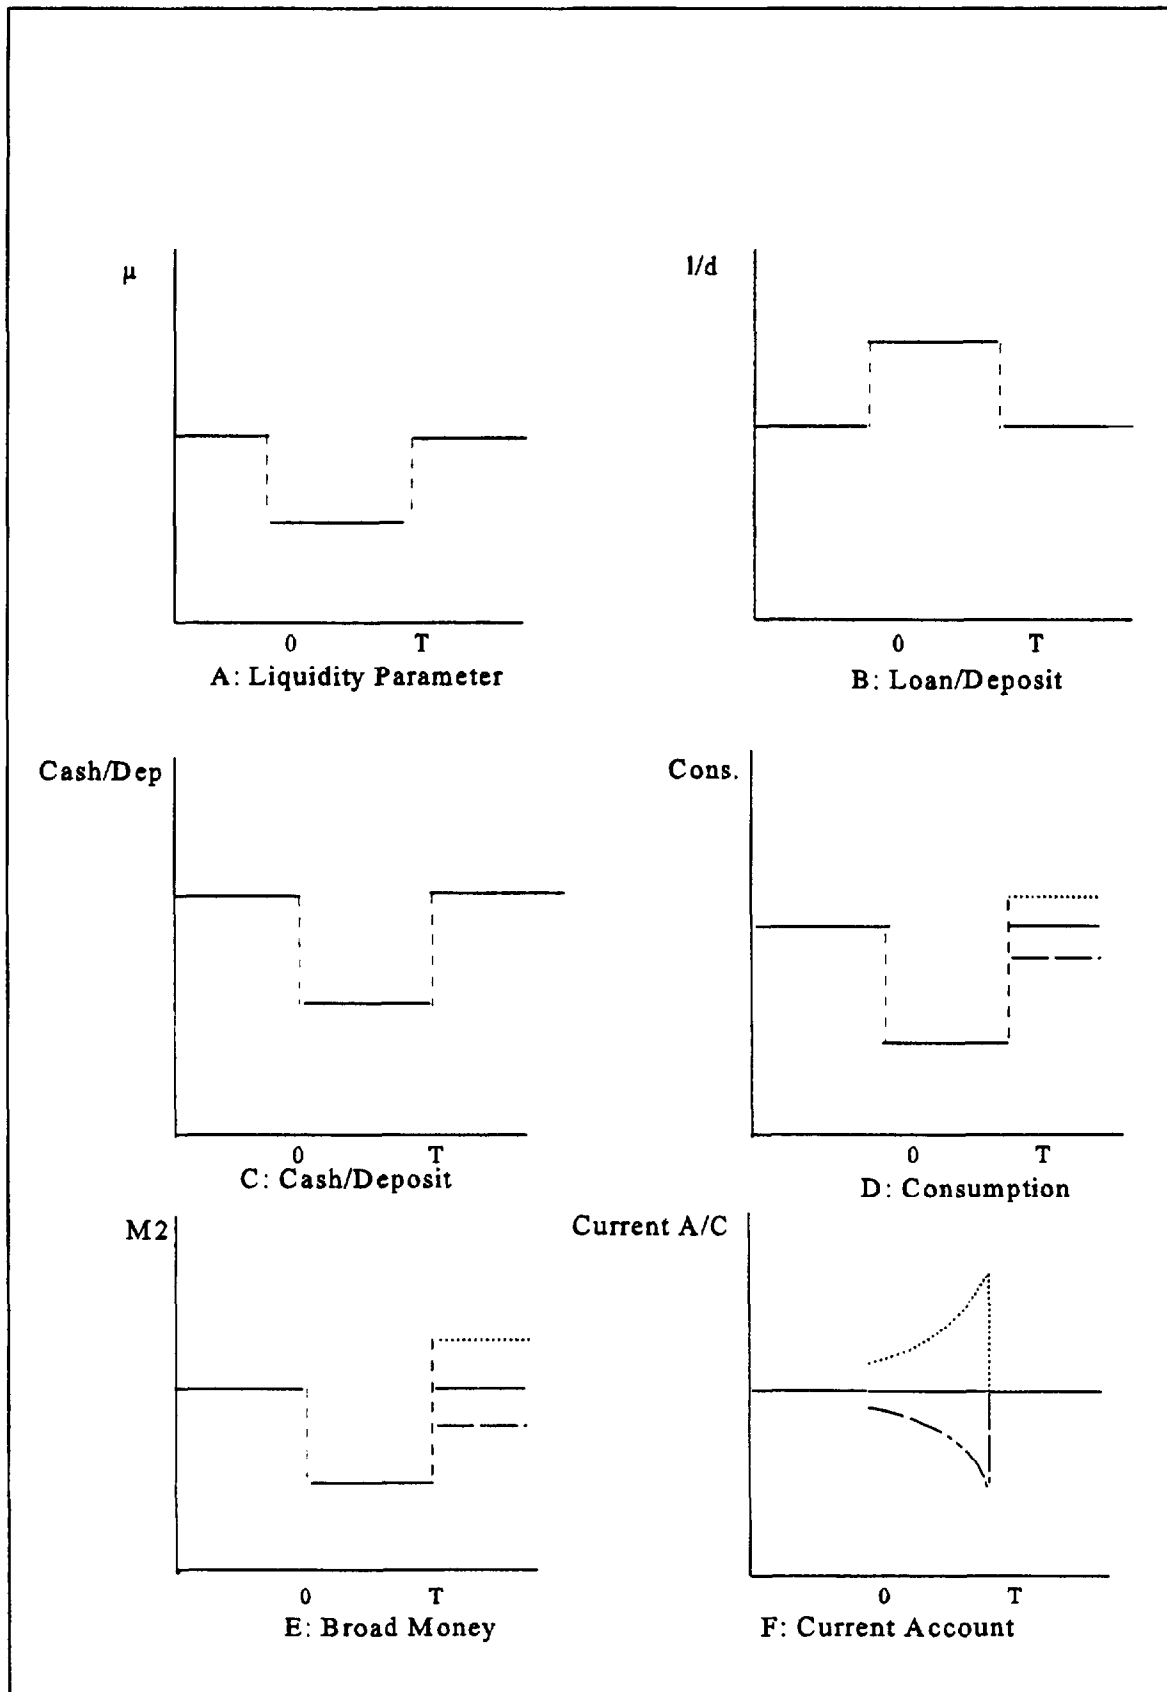 μ
l/d
0 T
A: Liquidity Parameter
0 T
B: Loan/Deposit
Cash/Dep
Cons.
0 T
C: Cash/Deposit
0 T
D: Consumption
M2
Current A/C
0 T
E: Broad Money
0 T
F: Current Account